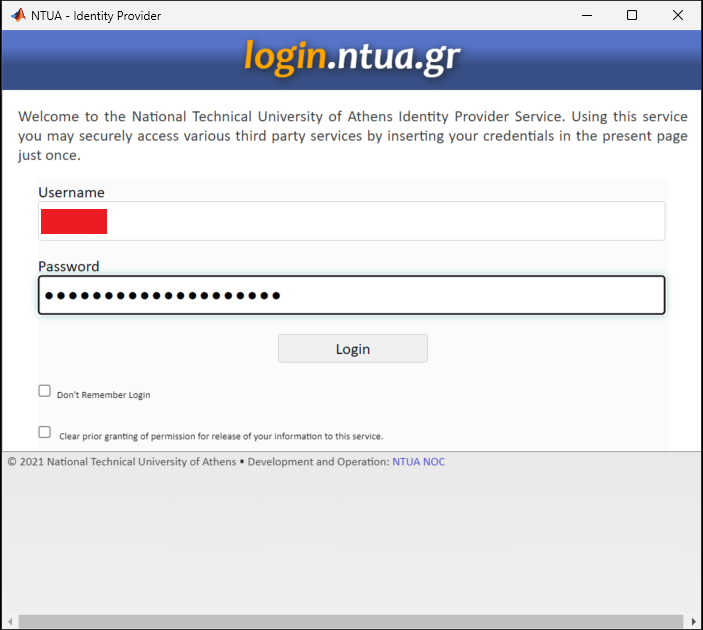 NTUA - Identity Provider
login.ntua.gr
Welcome to the National Technical University of Athens Identity Provider Service. Using this service
you may securely access various third party services by inserting your credentials in the present page
just once.
Username
Password
Login
Don't Remember Login
Clear prior granting of permission for release of your information to this service.
© 2021 National Technical University of Athens • Development and Operation: NTUA NOC